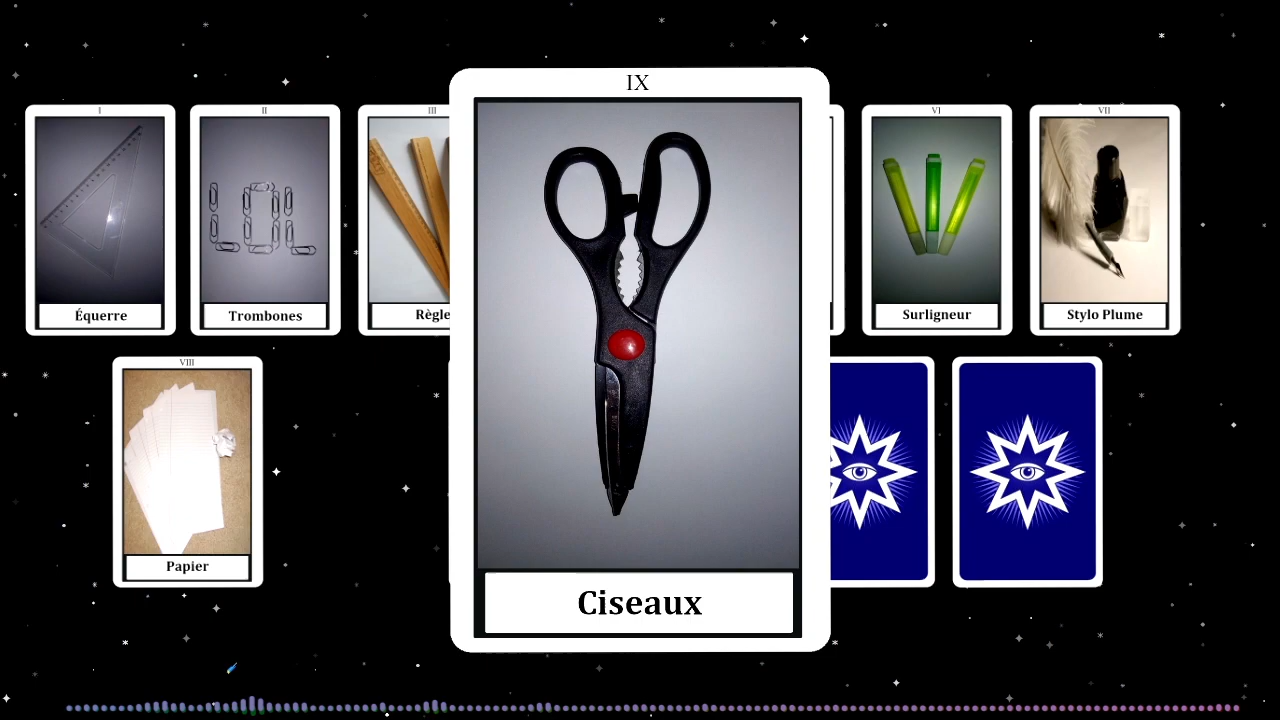 I
Équerre
II
Trombones
III
Règle
IX
Ciseaux
VI
Surligneur
VII
Stylo Plume
VIII
Papier